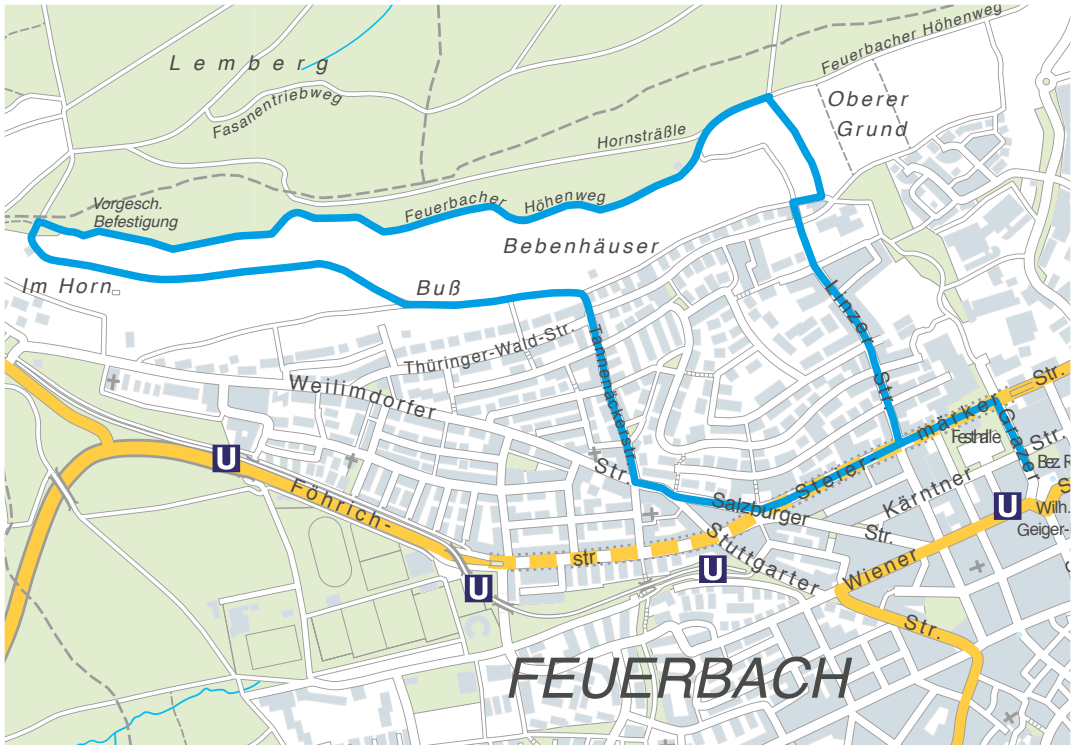 Lemberg
Feuerbacher Höhenweg
Fasanentriebweg
Oberer
Grund
Hornsträßle
Vorgesch.
Befestigung
Feuerbacher Höhenweg
Bebenhäuser
Im Horn
Buß
Linzer Str.
Tannenäckerstr.
Thüringer-Wald-Str.
Weilimdorfer
Str.
Str.
Steiermärker
Grazer
Festhalle
Str.
Bez.
U
Föhrich-
str.
Salzburger
Str.
Kärntner
U
Wilh.
Geiger-
Stuttgarter
Wiener
Str.
U
U
FEUERBACH